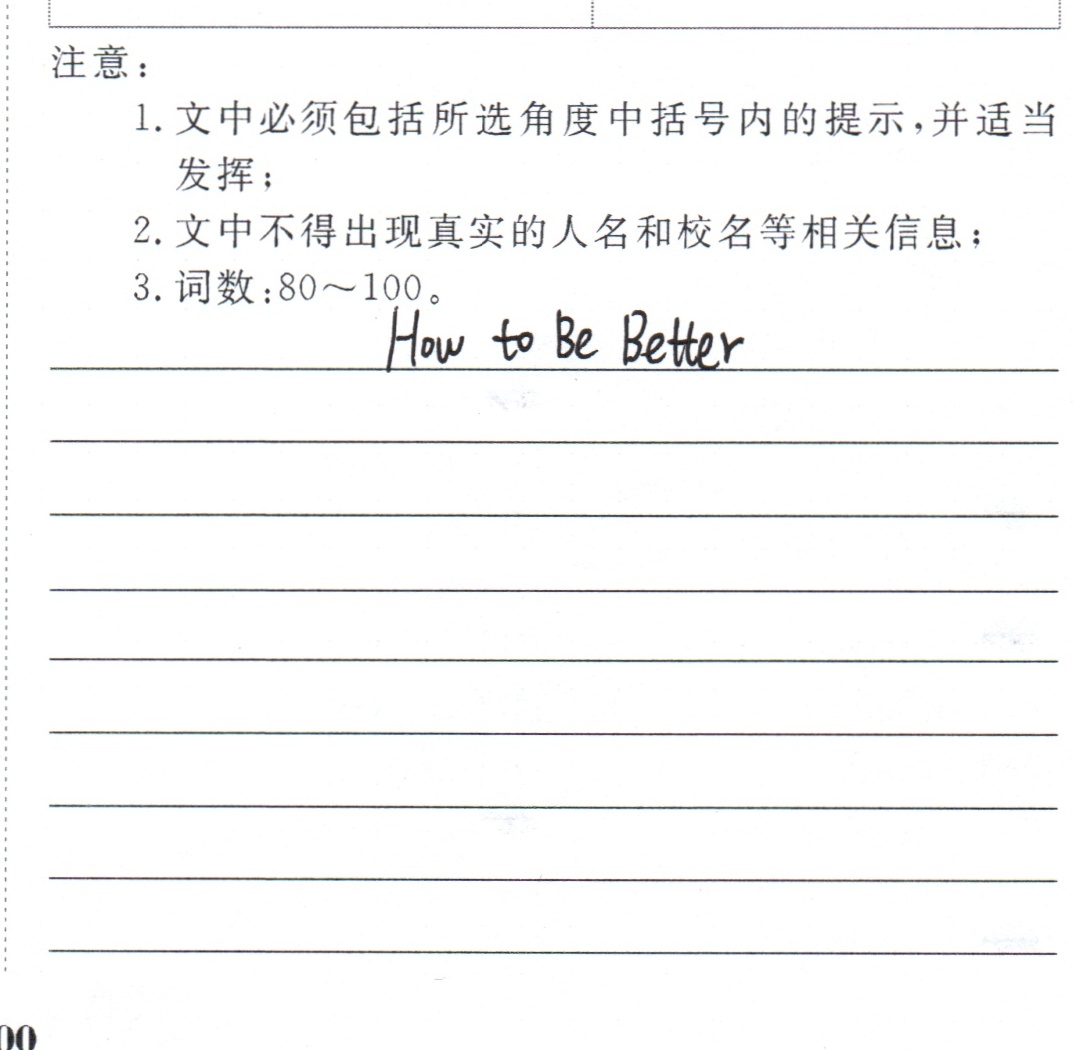 注意：
1. 文中必须包括所选角度中括号内的提示，并适当
发挥；
2. 文中不得出现真实的人名和校名等相关信息；
3. 词数：80～100。
How to Be Better
00